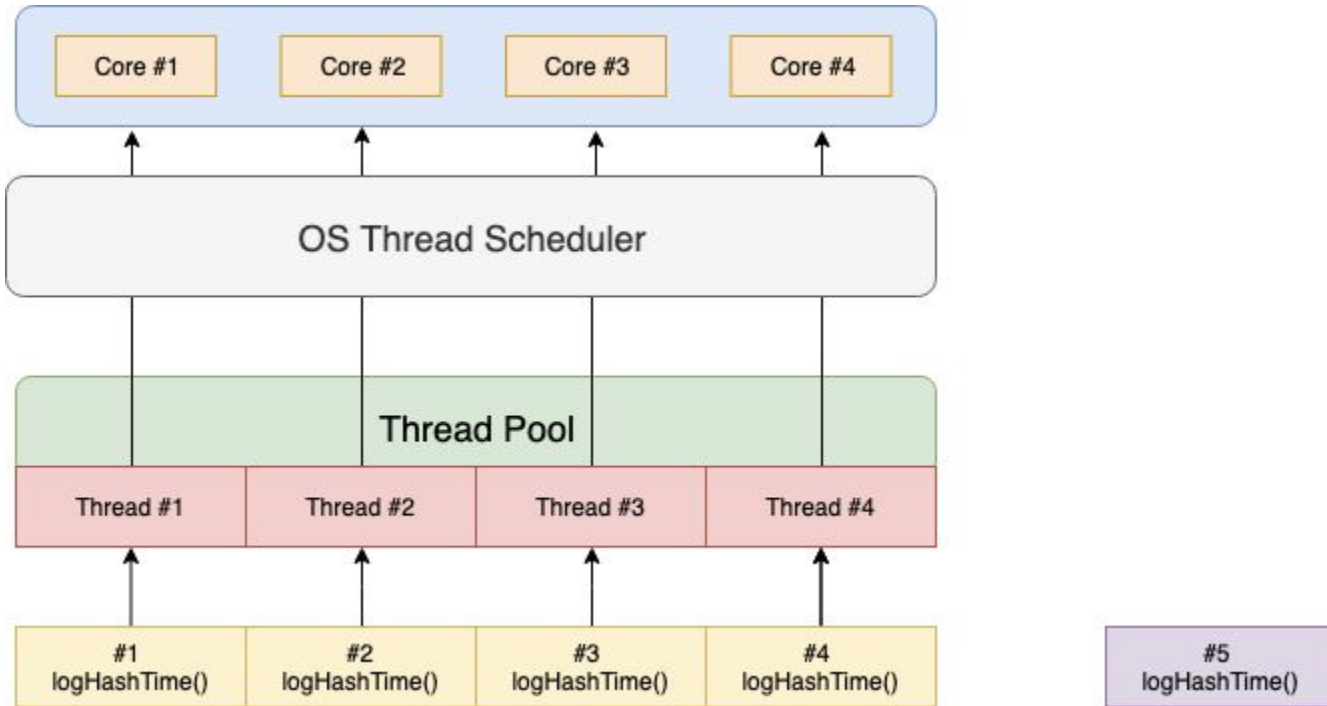 Core #1
Core #2
Core #3
Core #4
OS Thread Scheduler
Thread Pool
Thread #1
Thread #2
Thread #3
Thread #4
#1
logHashTime()
#2
logHashTime()
#3
logHashTime()
#4
logHashTime()
#5
logHashTime()